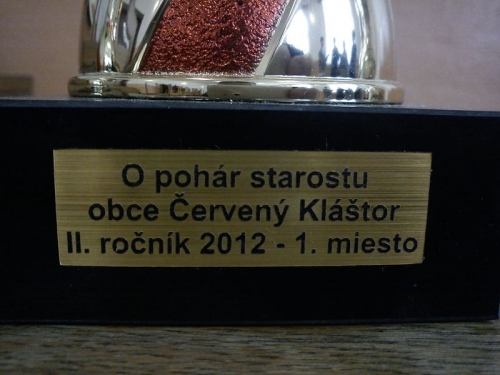 O pohár starostu
obce Červený Kláštor
II. ročník 2012 - 1. miesto